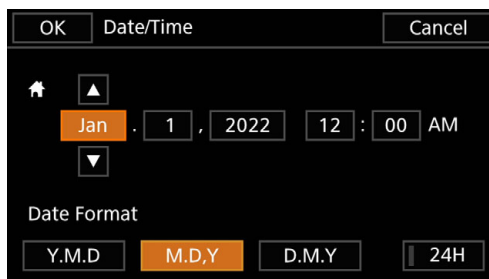 OK Date/Time Cancel
Jan . 1 , 2022 12 : 00 AM
Date Format
Y.M.D M.D,Y D.M.Y 24H